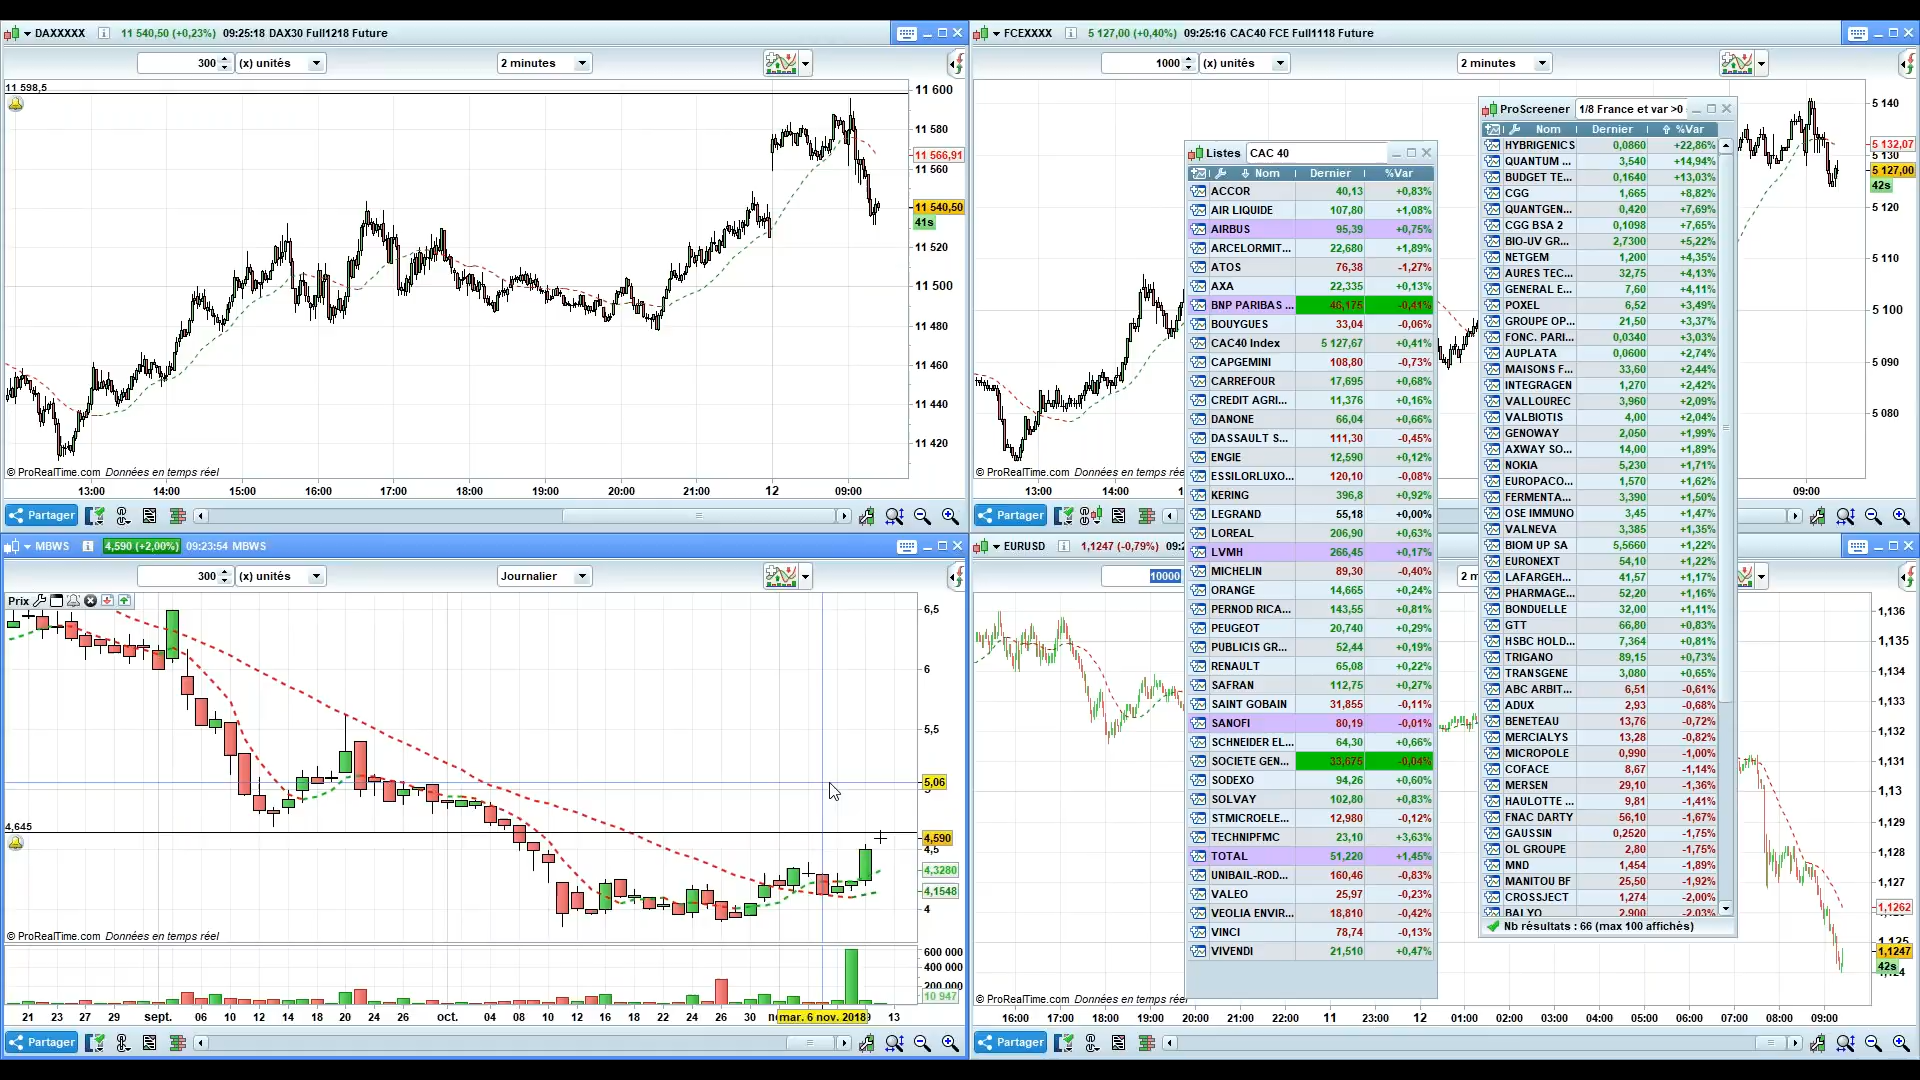 DAXXXXX 11 540,50 (+0,23%) 09:25:18 DAX30 Full1218 Future
300 (x) unités 2 minutes
11 598,5
11 600
11 580
11 566,91
11 560
11 540,50
41s
11 520
11 500
11 480
11 460
11 440
11 420
© ProRealTime.com Données en temps réel
13:00 14:00 15:00 16:00 17:00 18:00 19:00 20:00 21:00 12 09:00
Partager
FCEXXXX 5 127,00 (+0,40%) 09:25:16 CAC40 FCE Full1118 Future
1000 (x) unités 2 minutes
5 140
5 132,07
5 130
5 127,00
42s
5 120
5 110
5 100
5 090
5 080
© ProRealTime.com Données en temps rée
13:00 14:00 09:00
Partager
Listes CAC 40
Nom Dernier %Var
ACCOR 40,13 +0,83%
AIR LIQUIDE 107,80 +1,08%
AIRBUS 95,39 +0,75%
ARCELORMIT... 22,680 +1,89%
ATOS 76,38 -1,27%
AXA 22,335 +0,13%
BNP PARIBAS ... 46,175 -0,41%
BOUYGUES 33,04 -0,06%
CAC40 Index 5 127,67 +0,41%
CAPGEMINI 108,80 -0,73%
CARREFOUR 17,695 +0,68%
CREDIT AGRI... 11,376 +0,16%
DANONE 66,04 +0,66%
DASSAULT S... 111,30 -0,45%
ENGIE 12,590 +0,12%
ESSILORLUXO... 120,10 -0,08%
KERING 396,8 +0,92%
LEGRAND 55,18 +0,00%
LOREAL 206,90 +0,63%
LVMH 266,45 +0,17%
MICHELIN 89,30 -0,40%
ORANGE 14,665 +0,24%
PERNOD RICA... 143,55 +0,81%
PEUGEOT 20,740 +0,29%
PUBLICIS GR... 52,44 +0,19%
RENAULT 65,08 +0,22%
SAFRAN 112,75 +0,27%
SAINT GOBAIN 31,855 -0,11%
SANOFI 80,19 -0,01%
SCHNEIDER EL... 64,30 +0,66%
SOCIETE GEN... 33,675 -0,04%
SODEXO 94,26 +0,60%
SOLVAY 102,80 +0,83%
STMICROELE... 12,980 -0,12%
TECHNIPFMC 23,10 +3,63%
TOTAL 51,220 +1,45%
UNIBAIL-ROD... 160,46 -0,83%
VALEO 25,97 -0,23%
VEOLIA ENVIR... 18,810 -0,42%
VINCI 78,74 -0,13%
VIVENDI 21,510 +0,47%
ProScreener 1/8 France et var >0
Nom Dernier %Var
HYBRIGENICS 0,0860 +22,86%
QUANTUM ... 3,540 +14,94%
BUDGET TE... 0,1640 +13,03%
CGG 1,665 +8,82%
QUANTGEN... 0,420 +7,69%
CGG BSA 2 0,1098 +7,65%
BIO-UV GR... 2,7300 +5,22%
NETGEM 1,200 +4,35%
AURES TEC... 32,75 +4,13%
GENERAL E... 7,60 +4,11%
POXEL 6,52 +3,49%
GROUPE OP... 21,50 +3,37%
FONC. PARI... 0,0340 +3,03%
AUPLATA 0,0600 +2,74%
MAISONS F... 33,60 +2,44%
INTEGRAGEN 1,270 +2,42%
VALLOUREC 3,960 +2,09%
VALBIOTIS 4,00 +2,04%
GENOWAY 2,050 +1,99%
AXWAY SO... 14,00 +1,89%
NOKIA 5,230 +1,71%
EUROPACO... 1,570 +1,62%
FERMENTA... 3,390 +1,50%
OSE IMMUNO 3,45 +1,47%
VALNEVA 3,385 +1,35%
BIOM UP SA 5,5660 +1,22%
EURONEXT 54,10 +1,22%
LAFARGEH... 41,57 +1,17%
PHARMAGE... 52,20 +1,16%
BONDUELLE 32,00 +1,11%
GTT 66,80 +0,83%
HSBC HOLD... 7,364 +0,81%
TRIGANO 89,15 +0,73%
TRANSGENE 3,080 +0,65%
ABC ARBIT... 6,51 -0,61%
ADUX 2,93 -0,68%
BENETEAU 13,76 -0,72%
MERCIALYS 13,28 -0,82%
MICROPOLE 0,990 -1,00%
COFACE 8,67 -1,14%
MERSEN 29,10 -1,36%
HAULOTTE ... 9,81 -1,41%
FNAC DARTY 56,10 -1,67%
GAUSSIN 0,2520 -1,75%
OL GROUPE 2,80 -1,75%
MND 1,454 -1,89%
MANITOU BF 25,50 -1,92%
CROSSJECT 1,274 -2,00%
BALYO 2,900 -2,03%
Nb résultats : 66 (max 100 affichés)
MBWS 4,590 (+2,00%) 09:23:54 MBWS
300 (x) unités Journalier
Prix
6,5
6
5,5
5,06
4,645
4,590
4,5
4,3280
4,1548
4
© ProRealTime.com Données en temps réel
600 000
400 000
200 000
10 947
21 23 27 29 sept. 06 10 12 14 18 20 24 26 oct. 04 08 10 12 16 18 22 24 26 30 mar. 6 nov. 2018 13
Partager
EURUSD 1,1247 (-0,79%)
10000
1,136
1,135
1,134
1,133
1,132
1,131
1,13
1,129
1,128
1,127
1,1262
1,125
1,1247
42s
1,124
© ProRealTime.com Données en temps réel
16:00 17:00 18:00 19:00 20:00 21:00 22:00 11 23:00 12 01:00 02:00 03:00 04:00 05:00 06:00 07:00 08:00 09:00
Partager